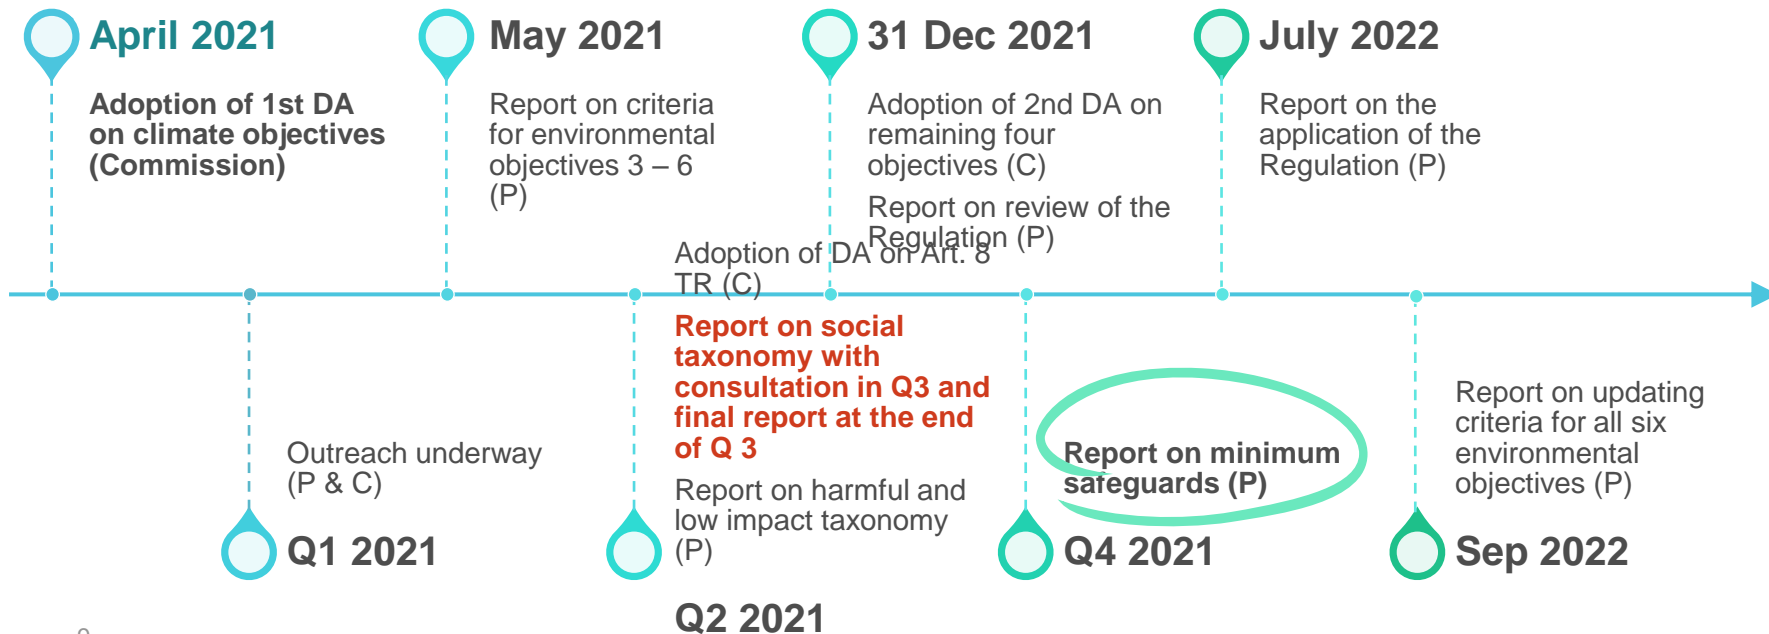 April 2021
Adoption of 1st DA
on climate objectives
(Commission)
May 2021
Report on criteria
for environmental
objectives 3 – 6
(P)
31 Dec 2021
Adoption of 2nd DA on
remaining four
objectives (C)
Report on review of the
Regulation (P)
July 2022
Report on the
application of the
Regulation (P)
Outreach underway
(P & C)
Q1 2021
Adoption of DA on Art. 8
TR (C)
Report on social
taxonomy with
consultation in Q3 and
final report at the end
of Q 3
Report on harmful and
low impact taxonomy
(P)
Q2 2021
Report on minimum
safeguards (P)
Q4 2021
Report on updating
criteria for all six
environmental
objectives (P)
Sep 2022